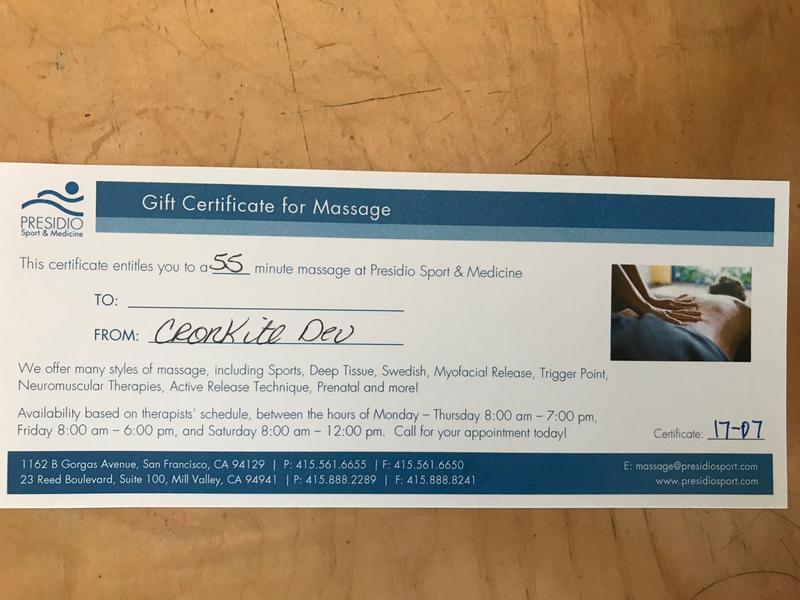 PRESIDIO
Sport & Medicine
Gift Certificate for Massage
This certificate entitles you to a 55 minute massage at Presidio Sport & Medicine
TO:
FROM: CRONKite Dev
We offer many styles of massage, including Sports, Deep Tissue, Swedish, Myofacial Release, Trigger Point,
Neuromuscular Therapies, Active Release Technique, Prenatal and more!
Availability based on therapists' schedule, between the hours of Monday – Thursday 8:00 am – 7:00 pm,
Friday 8:00 am – 6:00 pm, and Saturday 8:00 am – 12:00 pm. Call for your appointment today!
Certificate: 17-07
1162 B Gorgas Avenue, San Francisco, CA 94129 | P: 415.561.6655 | F: 415.561.6650
23 Reed Boulevard, Suite 100, Mill Valley, CA 94941 | P: 415.888.2289 | F: 415.888.8241
E: massage@presidiosport.com
www.presidiosport.com